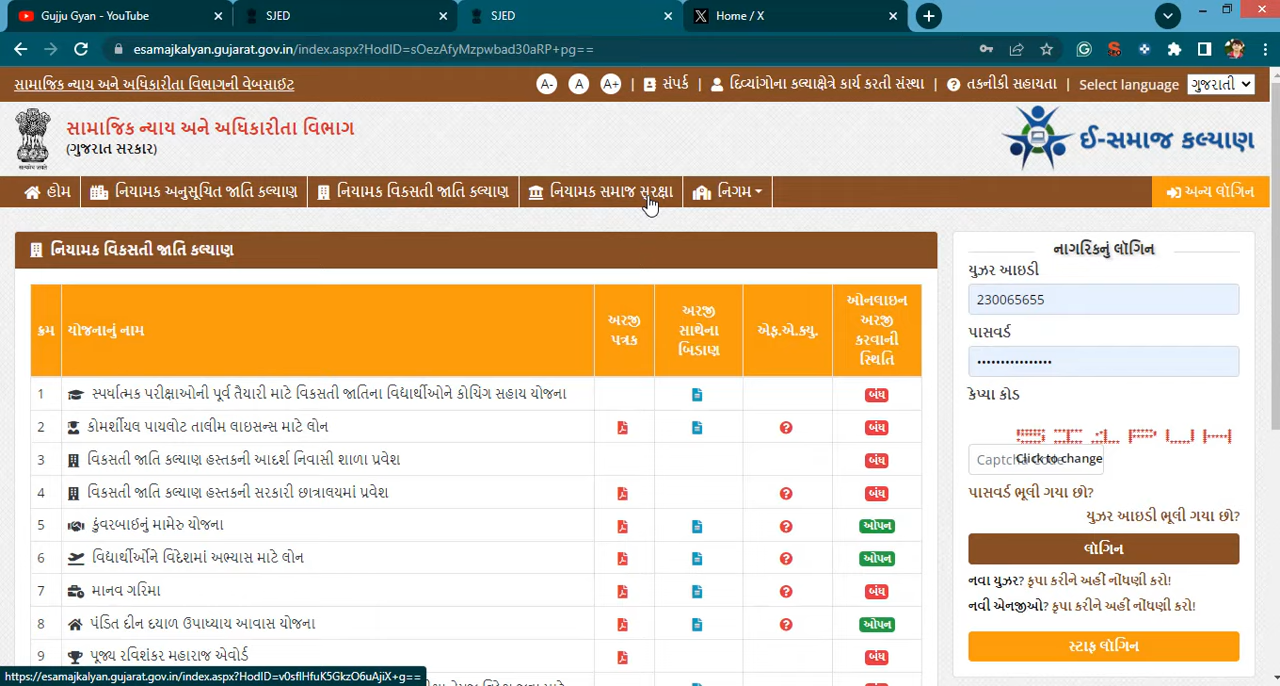 Gujju Gyan - YouTube
SJED
SJED
Home / X
esamajkalyan.gujarat.gov.in/index.aspx?HodID=sOezAfyMzpwbad30aRP+pg==
સામાજિક ન્યાય અને અધિકારીતા વિભાગની વેબસાઈટ
A- A A+ સંપર્ક દિવ્યાંગોના કલ્યાક્ષેત્રે કાર્ય કરતી સંસ્થા તકનીકી સહાયતા Select language ગુજરાતી
સામાજિક ન્યાય અને અધિકારીતા વિભાગ
(ગુજરાત સરકાર)
ઈ-સમાજ કલ્યાણ
હોમ નિયામક અનુસૂચિત જાતિ કલ્યાણ નિયામક વિકસતી જાતિ કલ્યાણ નિયામક સમાજ સુરક્ષા નિગમ અન્ય લૉગિન
નિયામક વિકસતી જાતિ કલ્યાણ
ક્રમ યોજનાનું નામ અરજી પત્રક અરજી સાથેના બિડાણ એફ.એ.ક્યુ. ઓનલાઇન અરજી કરવાની સ્થિતિ
1 સ્પર્ધાત્મક પરીક્ષાઓની પૂર્વ તૈયારી માટે વિકસતી જાતિના વિદ્યાર્થીઓને કોચિંગ સહાય યોજના બંધ
2 કોમર્શીયલ પાયલોટ તાલીમ લાઇસન્સ માટે લોન બંધ
3 વિકસતી જાતિ કલ્યાણ હસ્તકની આદર્શ નિવાસી શાળા પ્રવેશ બંધ
4 વિકસતી જાતિ કલ્યાણ હસ્તકની સરકારી છાત્રાલયમાં પ્રવેશ બંધ
5 કુંવરબાઈનું મામેરુ યોજના ઓપન
6 વિદ્યાર્થીઓને વિદેશમાં અભ્યાસ માટે લોન ઓપન
7 માનવ ગરિમા બંધ
8 પંડિત દીન દયાળ ઉપાધ્યાય આવાસ યોજના ઓપન
9 પૂજ્ય રવિશંકર મહારાજ એવોર્ડ બંધ
નાગરિકનું લૉગિન
યુઝર આઇડી
230065655
પાસવર્ડ
••••••••••••••••
કેપ્ચા કોડ
Click to change
પાસવર્ડ ભૂલી ગયા છો?
યુઝર આઇડી ભૂલી ગયા છો?
લૉગિન
નવા યુઝર? કૃપા કરીને અહીં નોંધણી કરો!
નવી એનજીઓ? કૃપા કરીને અહીં નોંધણી કરો!
સ્ટાફ લૉગિન
https://esamajkalyan.gujarat.gov.in/index.aspx?HodID=v0sflHfuK5GkzO6uAjiX+g==